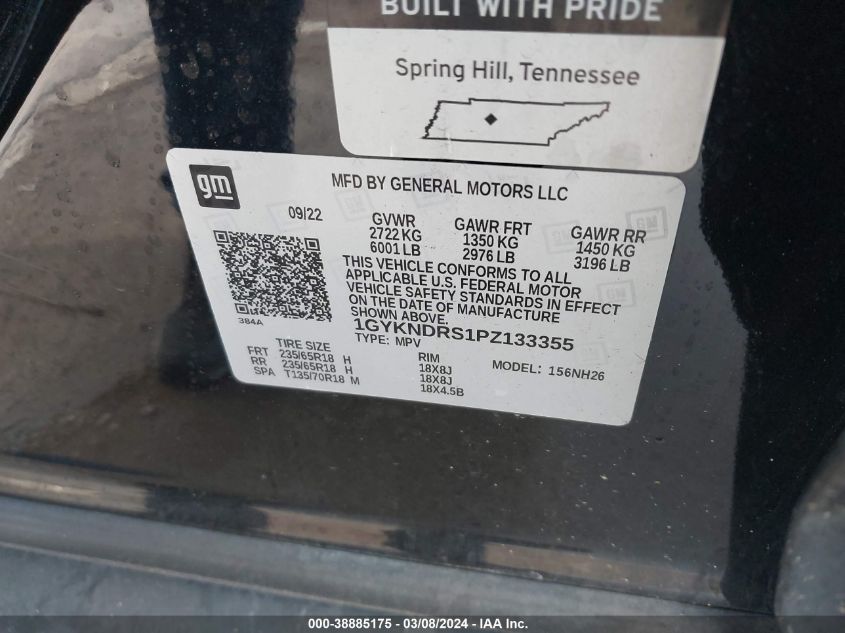 BUILT WITH PRIDE
Spring Hill, Tennessee
gm
MFD BY GENERAL MOTORS LLC
09/22
GVWR GAWR FRT GAWR RR
2722 KG 1350 KG 1450 KG
6001 LB 2976 LB 3196 LB
THIS VEHICLE CONFORMS TO ALL
APPLICABLE U.S. FEDERAL MOTOR
VEHICLE SAFETY STANDARDS IN EFFECT
ON THE DATE OF MANUFACTURE
SHOWN ABOVE.
384A
1GYKNDRS1PZ133355
TYPE: MPV
TIRE SIZE RIM MODEL: 156NH26
FRT 235/65R18 H 18X8J
RR 235/65R18 H 18X8J
SPA T135/70R18 M 18X4.5B
000-38885175 - 03/08/2024 - IAA Inc.